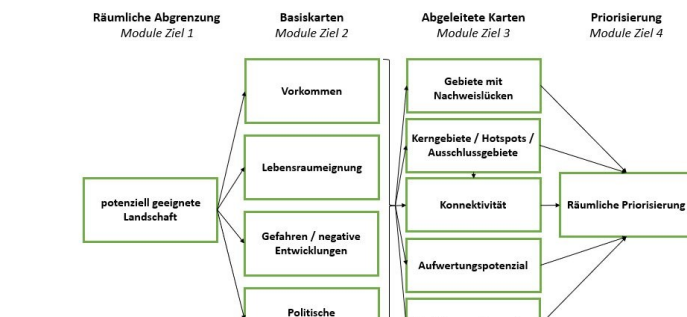 Räumliche Abgrenzung
Module Ziel 1
Basiskarten
Module Ziel 2
Abgeleitete Karten
Module Ziel 3
Priorisierung
Module Ziel 4
potenziell geeignete
Landschaft
Vorkommen
Lebensraumeignung
Gefahren / negative
Entwicklungen
Politische
Gebiete mit
Nachweislücken
Kerngebiete / Hotspots /
Ausschlussgebiete
Konnektivität
Aufwertungspotenzial
Räumliche Priorisierung